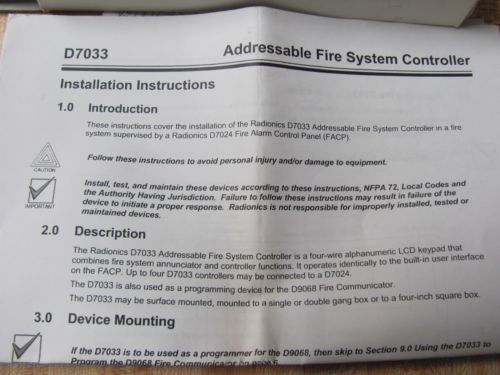 D7033 Addressable Fire System Controller
Installation Instructions
1.0 Introduction
These instructions cover the installation of the Radionics D7033 Addressable Fire System Controller in a fire
system supervised by a Radionics D7024 Fire Alarm Control Panel (FACP).
CAUTION
Follow these instructions to avoid personal injury and/or damage to equipment.
IMPORTANT
Install, test, and maintain these devices according to these instructions, NFPA 72, Local Codes and
the Authority Having Jurisdiction. Failure to follow these instructions may result in failure of the
device to initiate a proper response. Radionics is not responsible for improperly installed, tested or
maintained devices.
2.0 Description
The Radionics D7033 Addressable Fire System Controller is a four-wire alphanumeric LCD keypad that
combines fire system annunciator and controller functions. It operates identically to the built-in user interface
on the FACP. Up to four D7033 controllers may be connected to a D7024.
The D7033 is also used as a programming device for the D9068 Fire Communicator.
The D7033 may be surface mounted, mounted to a single or double gang box or to a four-inch square box.
3.0 Device Mounting
If the D7033 is to be used as a programmer for the D9068, then skip to Section 9.0 Using the D7033 to
Program the D9068 Fire Communicator on page 6